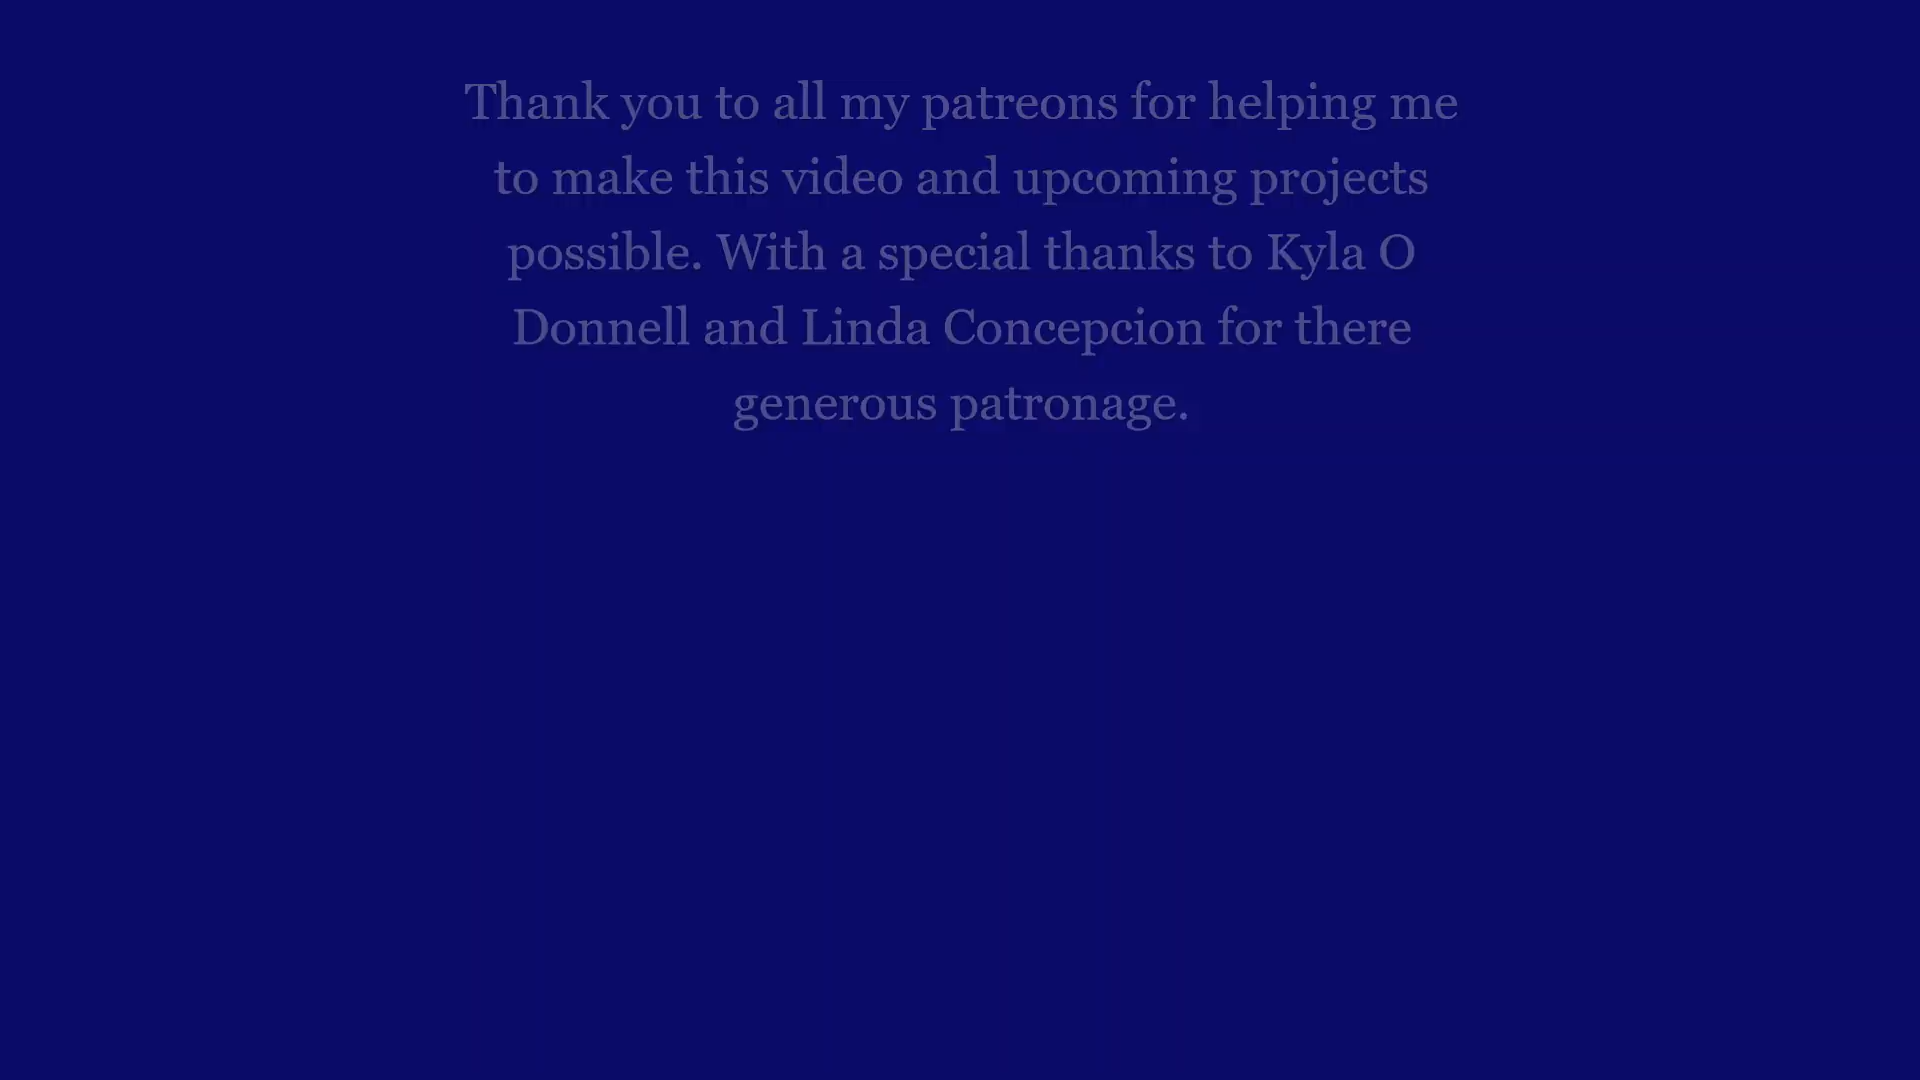 Thank you to all my patreons for helping me
to make this video and upcoming projects
possible. With a special thanks to Kyla O
Donnell and Linda Concepcion for there
generous patronage.